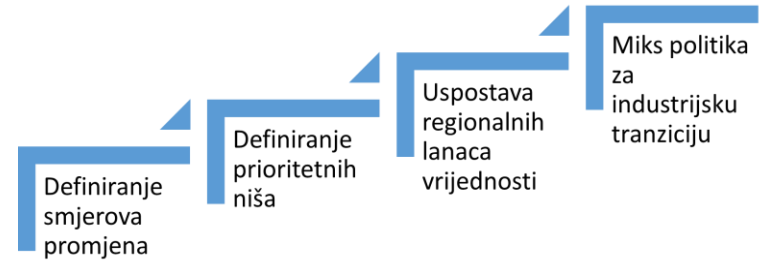 Definiranje
smjerova
promjena
Definiranje
prioritetnih
niša
Uspostava
regionalnih
lanaca
vrijednosti
Miks politika
za
industrijsku
tranziciju